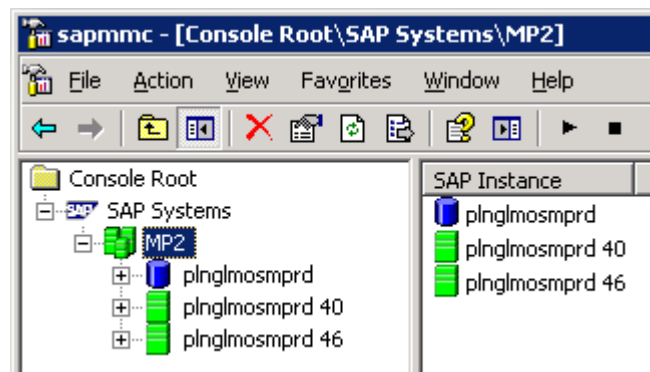 sapmmc - [Console Root\SAP Systems\MP2]
File Action View Favorites Window Help
Console Root
SAP SAP Systems
MP2
plnglmosmprd
plnglmosmprd 40
plnglmosmprd 46
SAP Instance
plnglmosmprd
plnglmosmprd 40
plnglmosmprd 46